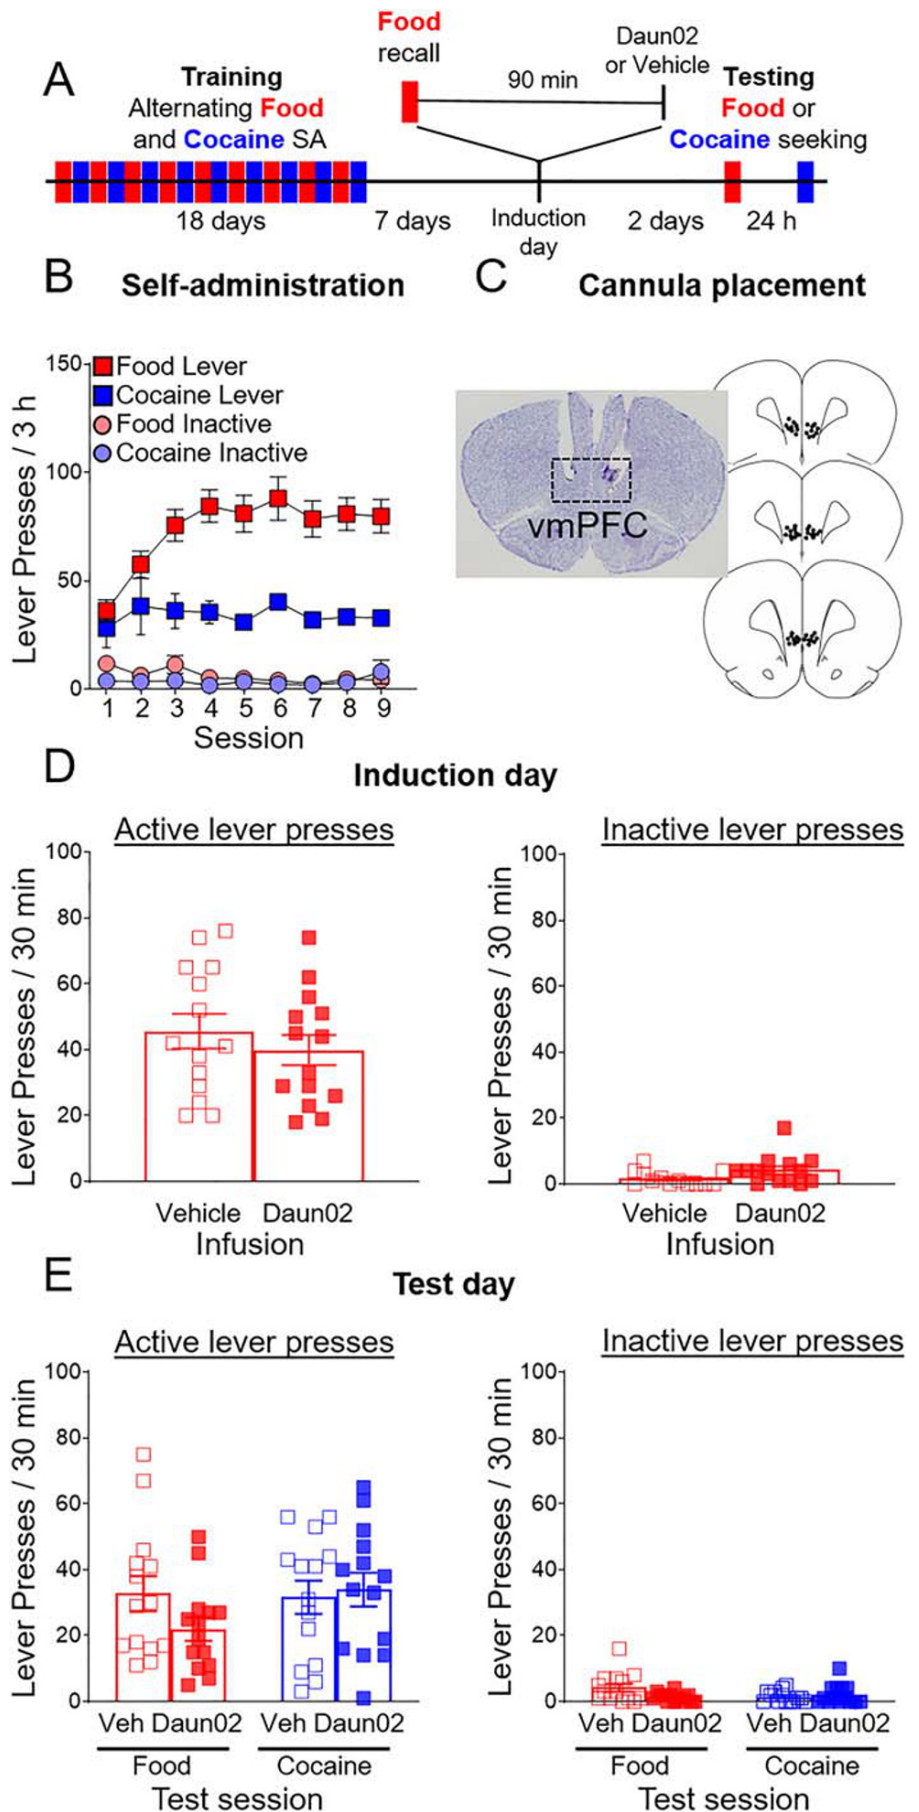 A
Training
Alternating Food
and Cocaine SA
Food
recall
90 min
Daun02
or Vehicle
Testing
Food or
Cocaine seeking
18 days
7 days
Induction
day
2 days
24 h
B
Self-administration
150
100
50
0
Lever Presses / 3 h
Food Lever
Cocaine Lever
Food Inactive
Cocaine Inactive
1 2 3 4 5 6 7 8 9
Session
C
Cannula placement
vmPFC
D
Induction day
Active lever presses
Lever Presses / 30 min
100
80
60
40
20
0
Vehicle Daun02
Infusion
Inactive lever presses
Lever Presses / 30 min
100
80
60
40
20
0
Vehicle Daun02
Infusion
E
Test day
Active lever presses
Lever Presses / 30 min
100
80
60
40
20
0
Veh Daun02 Veh Daun02
Food Cocaine
Test session
Inactive lever presses
Lever Presses / 30 min
100
80
60
40
20
0
Veh Daun02 Veh Daun02
Food Cocaine
Test session